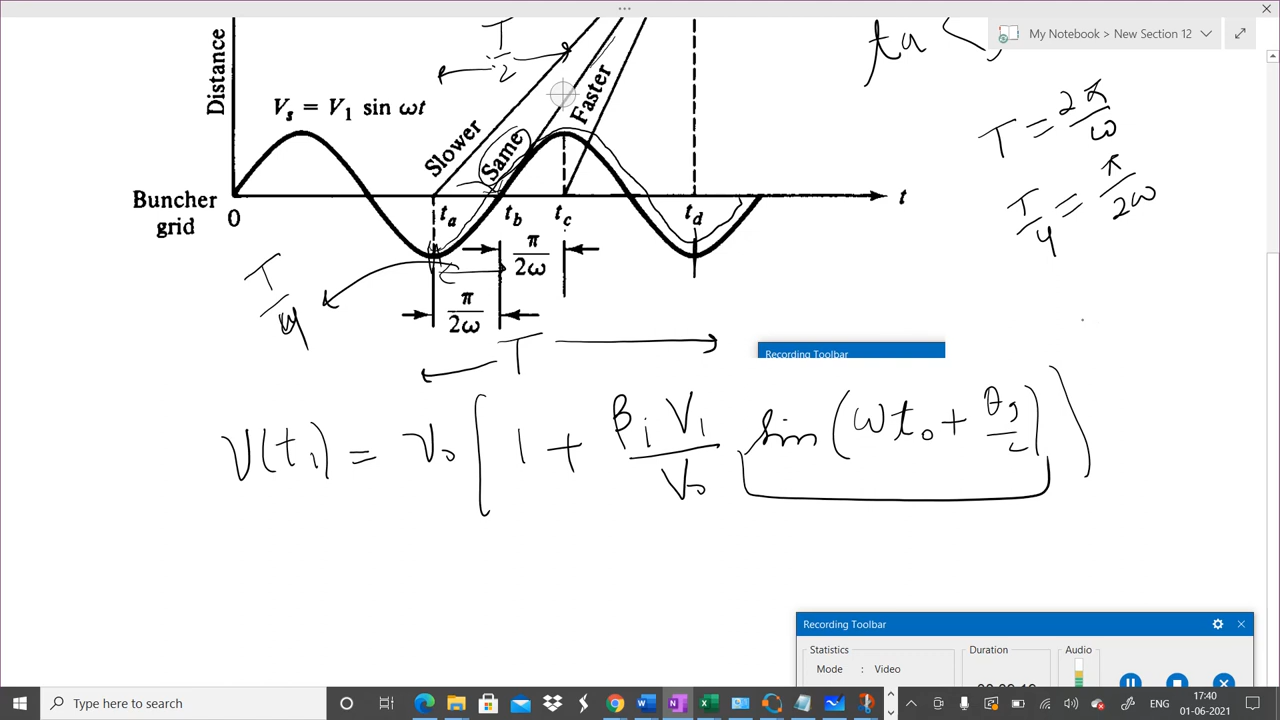 My Notebook > New Section 12
T/2
ta <
T = 2π/ω
T/4 = π/2ω
Distance
Vs = V1 sin ωt
Slower
Same
Faster
Buncher
grid
0
ta
tb
tc
td
t
π/2ω
π/2ω
T/4
T
Recording Toolbar
V(t1) = V0 [ 1 + βi V1/V0 sin (ωt0 + θg/2) ]
Recording Toolbar
Statistics
Duration
Audio
Mode : Video
Type here to search
ENG
17:40
01-06-2021